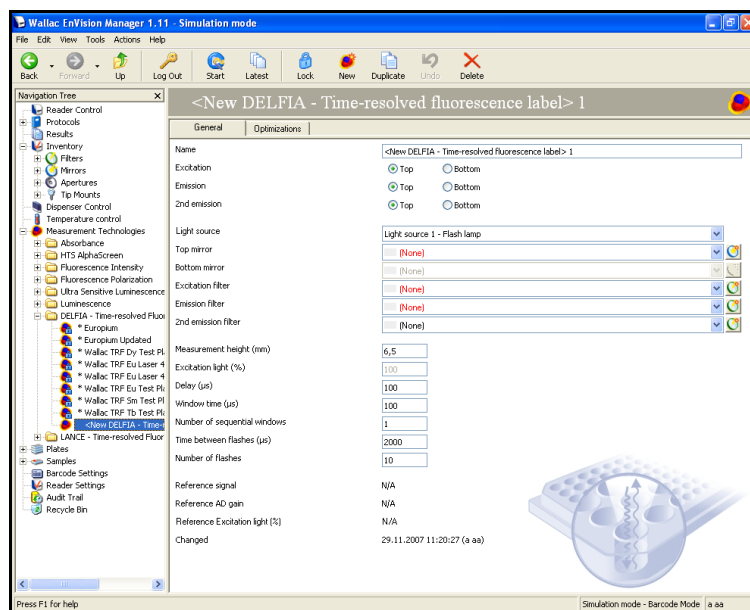 Wallac EnVision Manager 1.11 - Simulation mode
File Edit View Tools Actions Help
Back Forward Up Log Out Start Latest Lock New Duplicate Undo Delete
Navigation Tree
Reader Control
Protocols
Results
Inventory
Filters
Mirrors
Apertures
Tip Mounts
Dispenser Control
Temperature control
Measurement Technologies
Absorbance
HTS AlphaScreen
Fluorescence Intensity
Fluorescence Polarization
Ultra Sensitive Luminescence
Luminescence
DELFIA - Time-resolved Fluor
* Europium
* Europium Updated
* Wallac TRF Dy Test Pl
* Wallac TRF Eu Laser 4
* Wallac TRF Eu Laser 4
* Wallac TRF Eu Test Pla
* Wallac TRF Sm Test Pl
* Wallac TRF Tb Test Pla
<New DELFIA - Time-r
LANCE - Time-resolved Fluor
Plates
Samples
Barcode Settings
Reader Settings
Audit Trail
Recycle Bin
<New DELFIA - Time-resolved fluorescence label> 1
General Optimizations
Name <New DELFIA - Time-resolved fluorescence label> 1
Excitation Top Bottom
Emission Top Bottom
2nd emission Top Bottom
Light source Light source 1 - Flash lamp
Top mirror (None)
Bottom mirror (None)
Excitation filter (None)
Emission filter (None)
2nd emission filter (None)
Measurement height (mm) 6,5
Excitation light (%) 100
Delay (µs) 100
Window time (µs) 100
Number of sequential windows 1
Time between flashes (µs) 2000
Number of flashes 10
Reference signal N/A
Reference AD gain N/A
Reference Excitation light (%) N/A
Changed 29.11.2007 11:20:27 (a aa)
Press F1 for help Simulation mode - Barcode Mode a aa